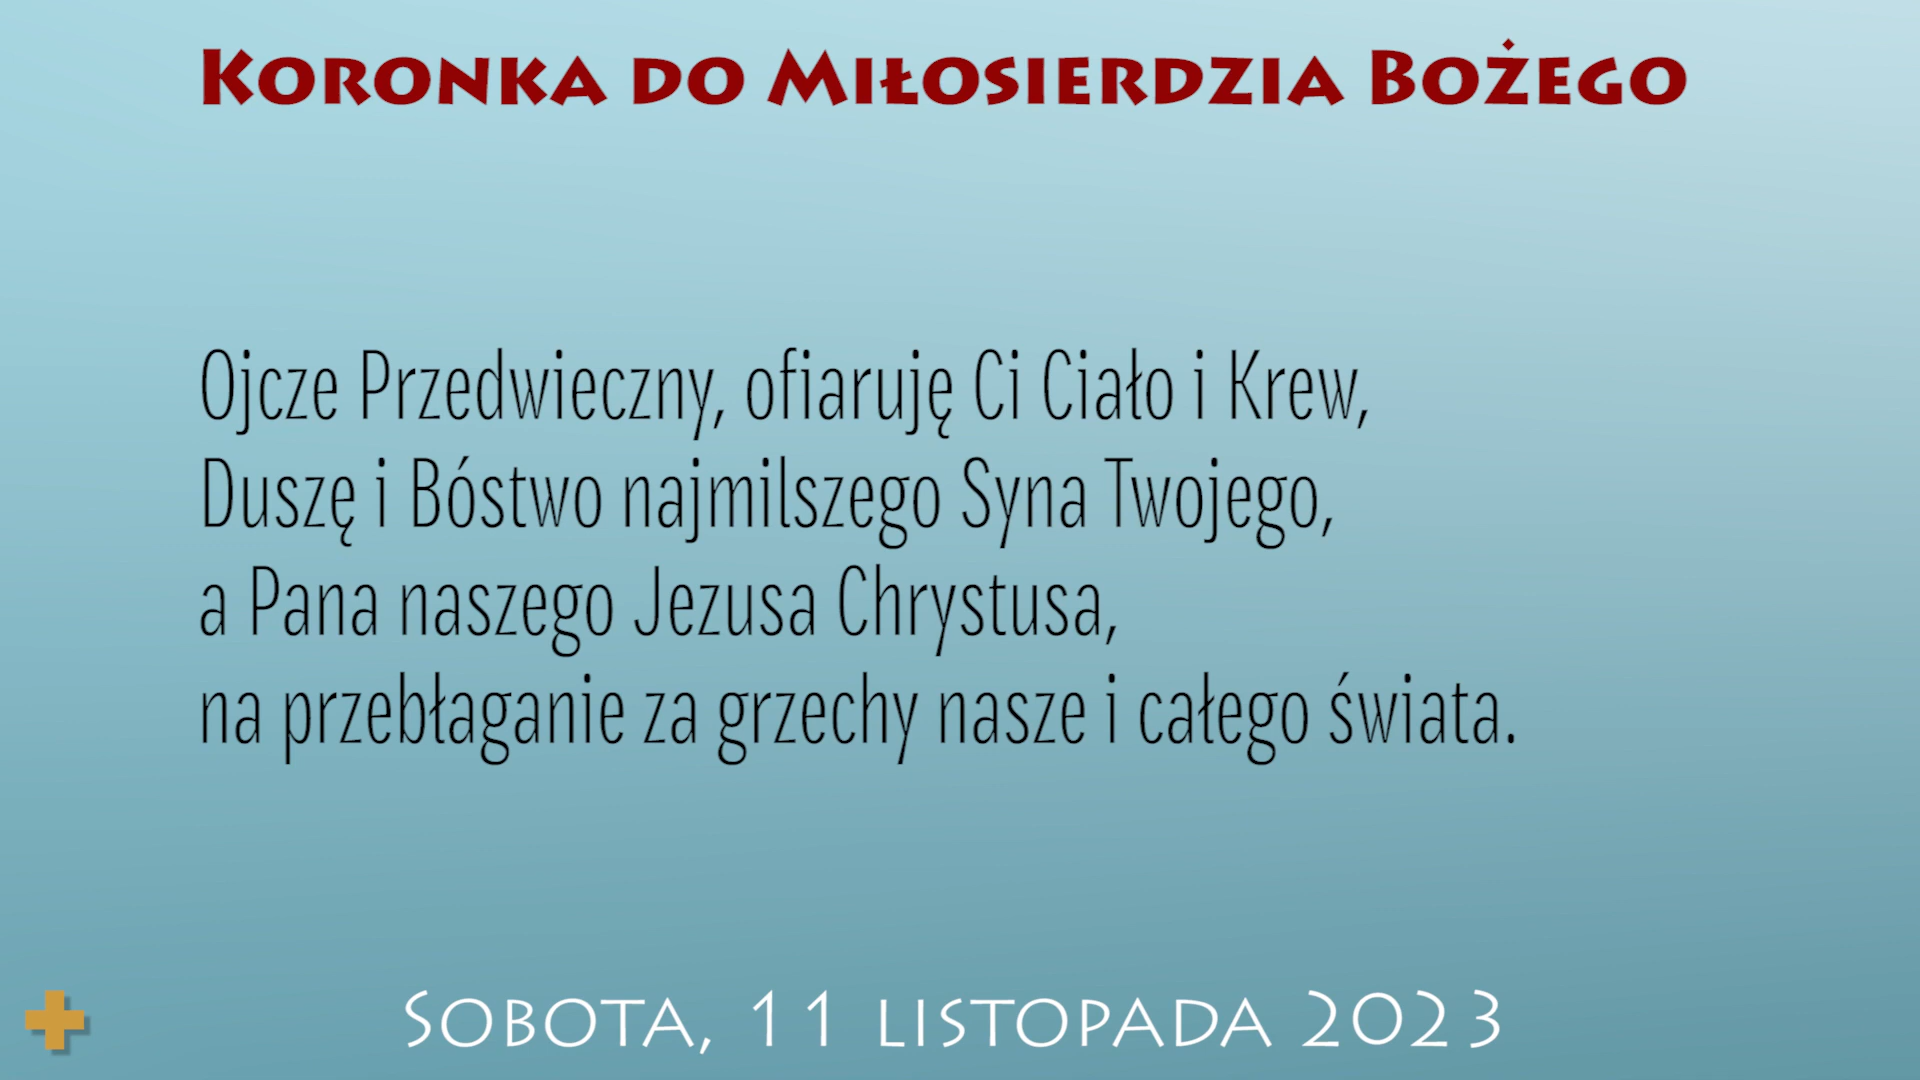 Koronka do Miłosierdzia Bożego
Ojcze Przedwieczny, ofiaruję Ci Ciało i Krew,
Duszę i Bóstwo najmilszego Syna Twojego,
a Pana naszego Jezusa Chrystusa,
na przebłaganie za grzechy nasze i całego świata.
Sobota, 11 listopada 2023